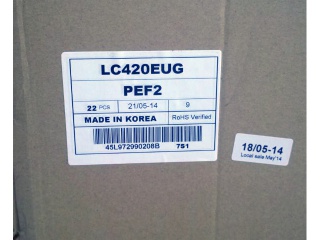 LC420EUG
PEF2
22 PCS 21/05-14 9
MADE IN KOREA RoHS Verified
45L972990208B 7S1
18/05-14
Local sale May'14